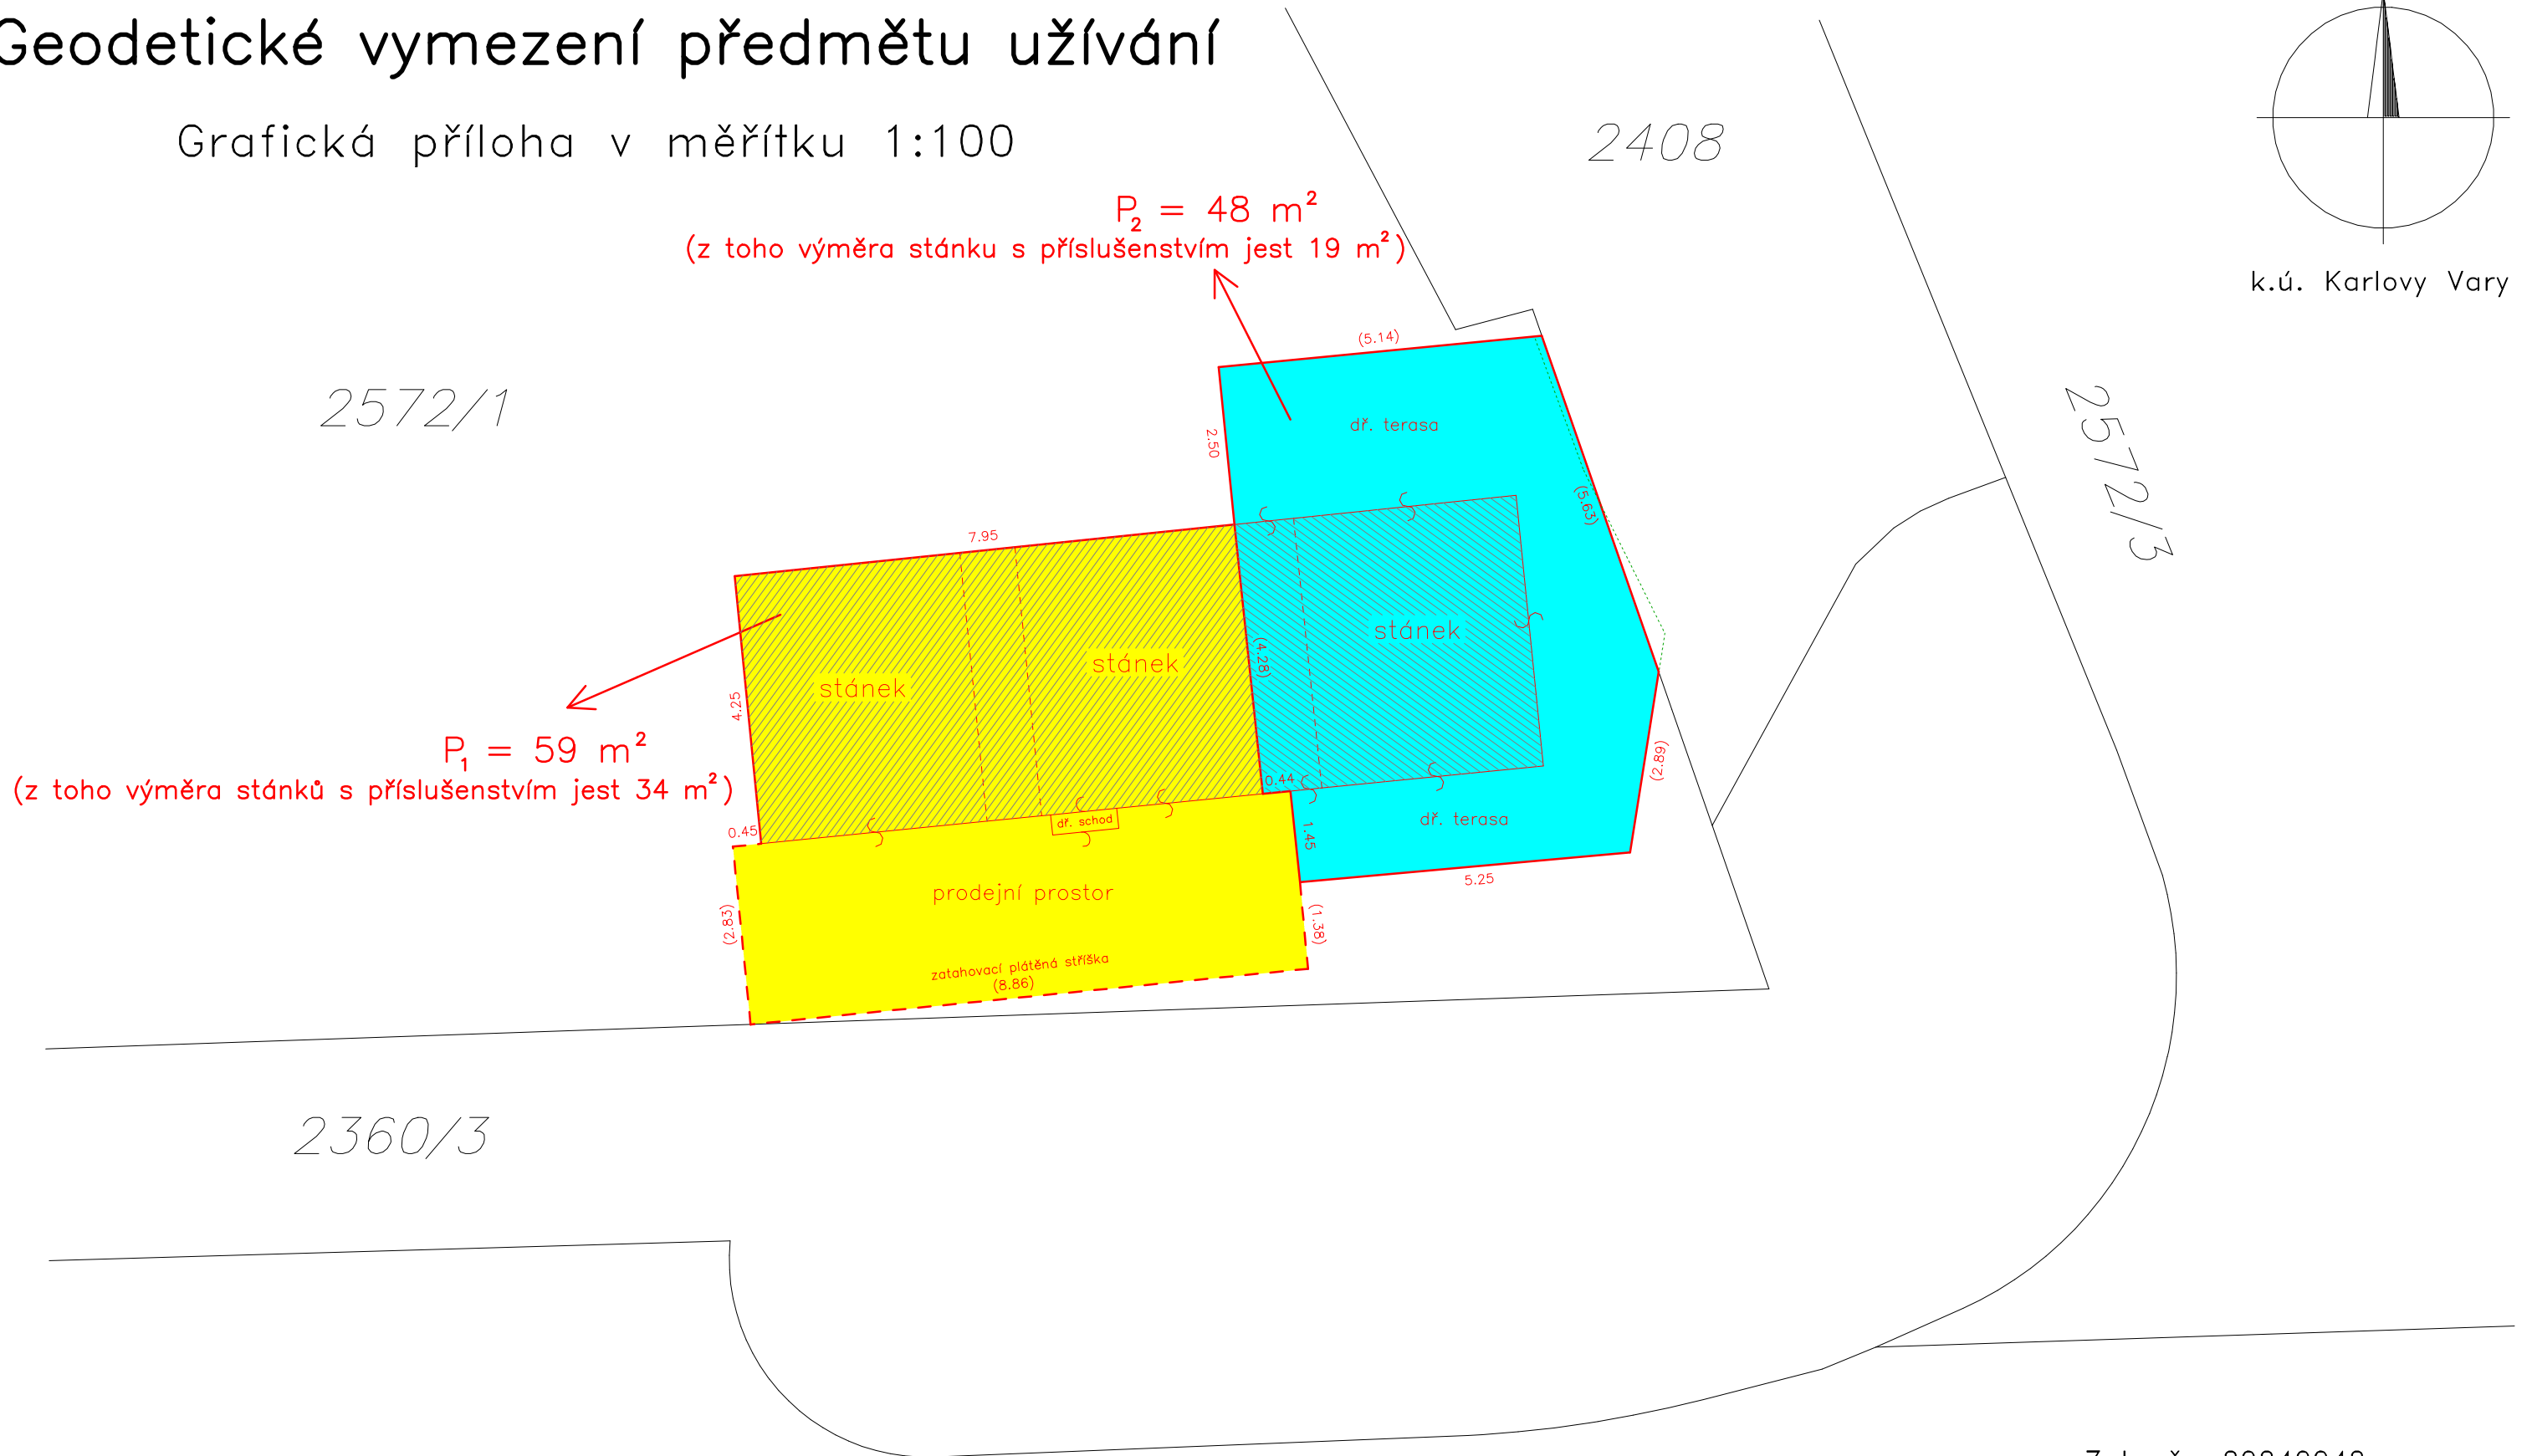 Geodetické vymezení předmětu užívání
Grafická příloha v měřítku 1:100
2408
P₂ = 48 m²
(z toho výměra stánku s příslušenstvím jest 19 m²)
k.ú. Karlovy Vary
(5.14)
2572/1
2572/3
dř. terasa
2.50
(5.63)
7.95
stánek
stánek
stánek
(4.28)
4.25
P₁ = 59 m²
(z toho výměra stánků s příslušenstvím jest 34 m²)
(2.89)
0.44
0.45
dř. schod
dř. terasa
1.45
5.25
prodejní prostor
(2.83)
(1.38)
zatahovací plátěná stříška
(8.86)
2360/3